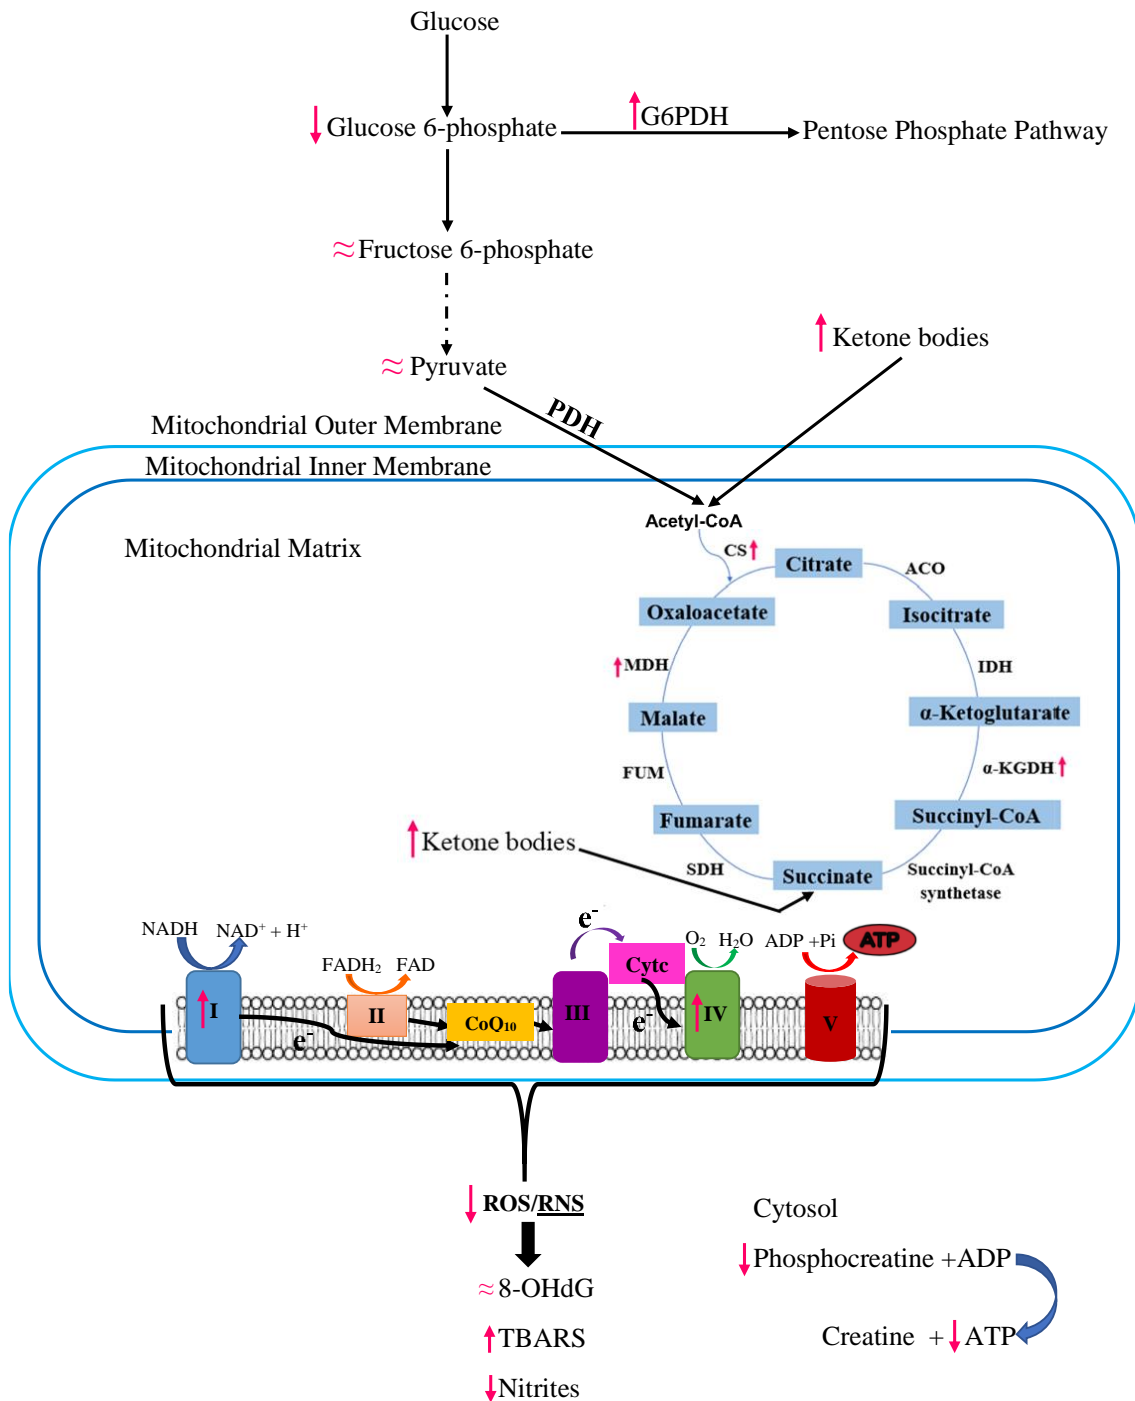 Glucose
Glucose 6-phosphate
G6PDH
Pentose Phosphate Pathway
≈ Fructose 6-phosphate
≈ Pyruvate
Ketone bodies
PDH
Mitochondrial Outer Membrane
Mitochondrial Inner Membrane
Mitochondrial Matrix
Acetyl-CoA
CS
Citrate
ACO
Oxaloacetate
Isocitrate
MDH
IDH
Malate
α-Ketoglutarate
FUM
α-KGDH
Fumarate
Succinyl-CoA
Ketone bodies
SDH
Succinate
Succinyl-CoA
synthetase
NADH
NAD⁺ + H⁺
FADH₂
FAD
e⁻
O₂
H₂O
ADP +Pi
ATP
Cytc
I
II
CoQ₁₀
III
e⁻
IV
V
e⁻
ROS/RNS
Cytosol
Phosphocreatine +ADP
≈ 8-OHdG
TBARS
Creatine + ATP
Nitrites